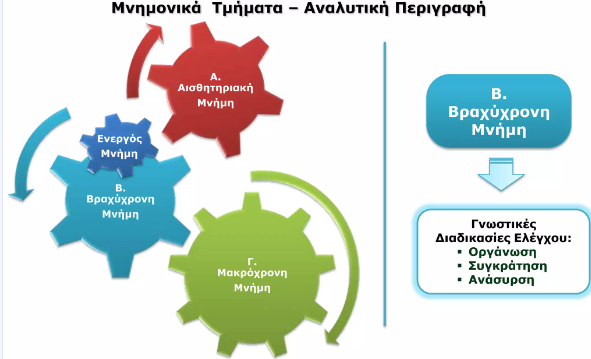 Μνημονικά Τμήματα – Αναλυτική Περιγραφή
Α.
Αισθητηριακή
Μνήμη
Ενεργός
Μνήμη
Β.
Βραχύχρονη
Μνήμη
Γ.
Μακρόχρονη
Μνήμη
Β.
Βραχύχρονη
Μνήμη
Γνωστικές
Διαδικασίες Ελέγχου:
▪ Οργάνωση
▪ Συγκράτηση
▪ Ανάσυρση